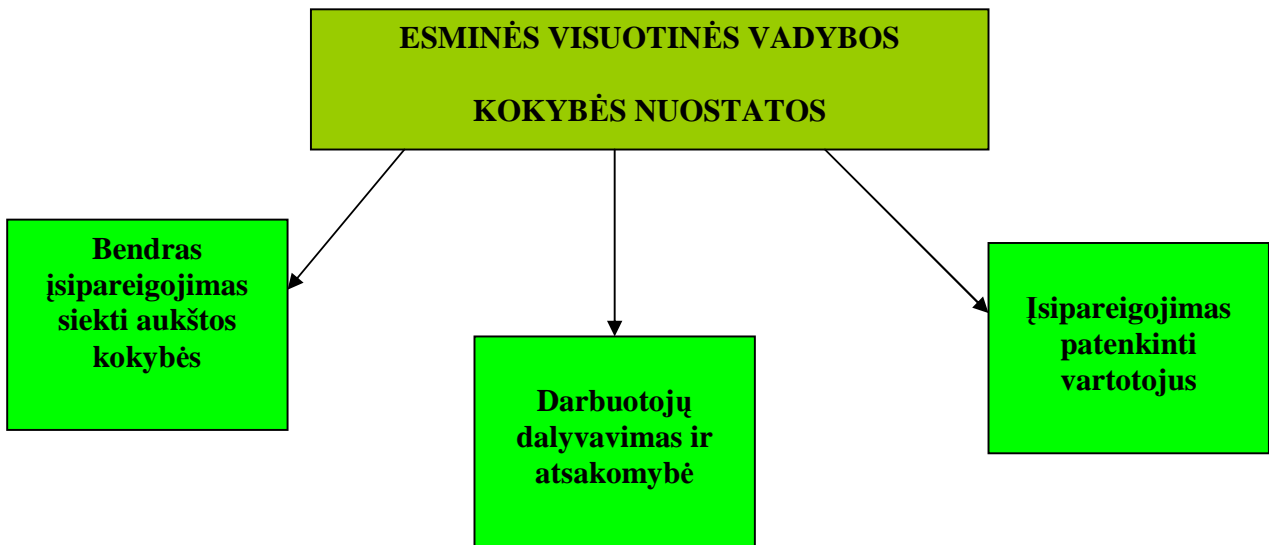 ESMINĖS VISUOTINĖS VADYBOS
KOKYBĖS NUOSTATOS
Bendras
įsipareigojimas
siekti aukštos
kokybės
Darbuotojų
dalyvavimas ir
atsakomybė
Įsipareigojimas
patenkinti
vartotojus